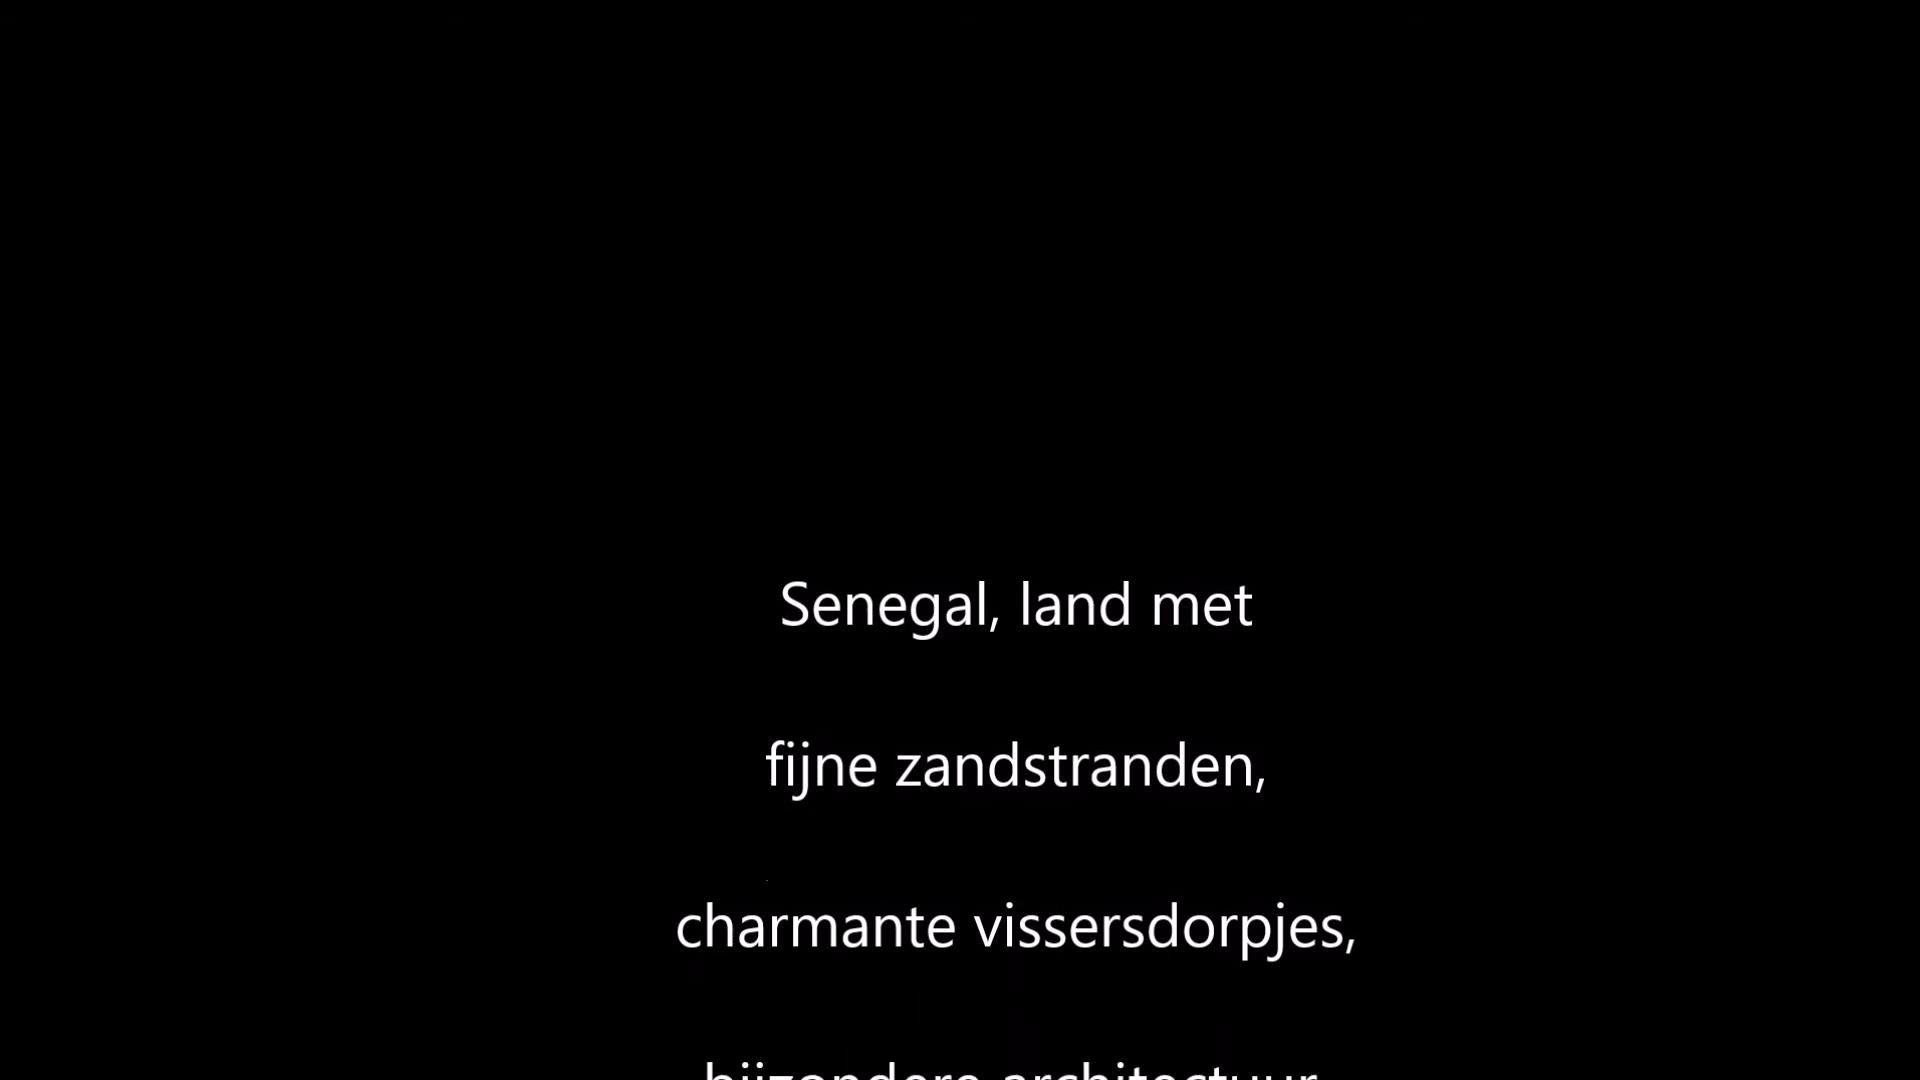 Senegal, land met
fijne zandstranden,
charmante vissersdorpjes,
bijzondere architectuur